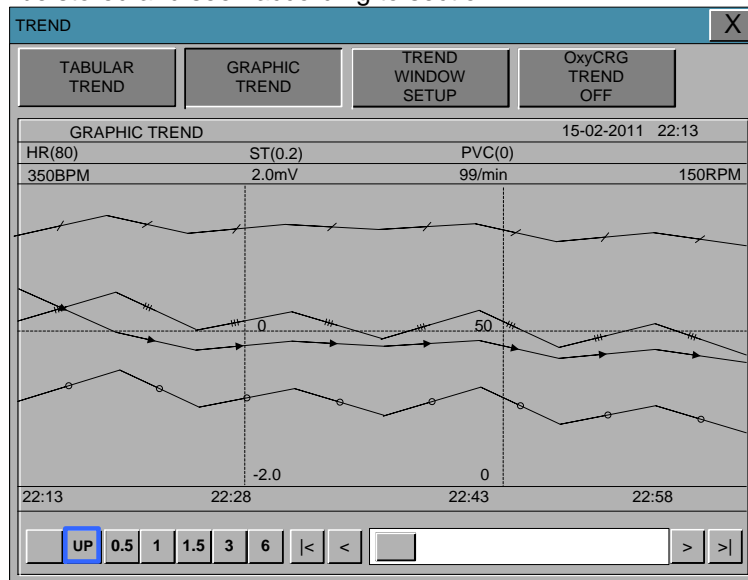 TREND X
TABULAR TREND
GRAPHIC TREND
TREND WINDOW SETUP
OxyCRG TREND OFF
GRAPHIC TREND 15-02-2011 22:13
HR(80) ST(0.2) PVC(0)
350BPM 2.0mV 99/min 150RPM
0 50
-2.0 0
22:13 22:28 22:43 22:58
UP 0.5 1 1.5 3 6 |< < > >|